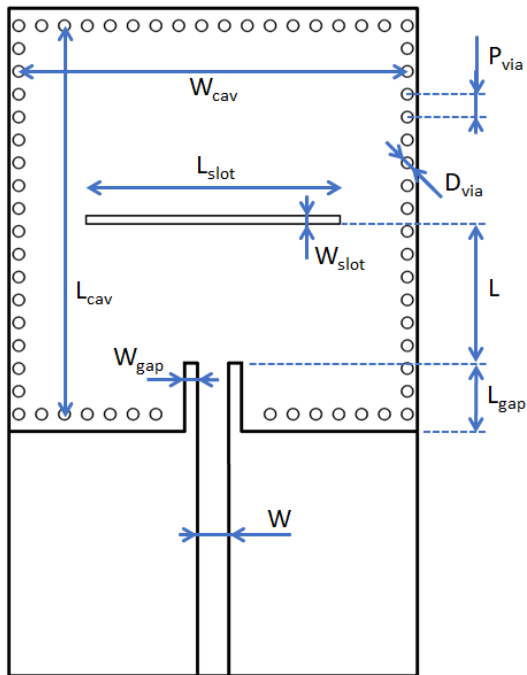 P_via
W_cav
L_slot
D_via
W_slot
L_cav
L
W_gap
L_gap
W